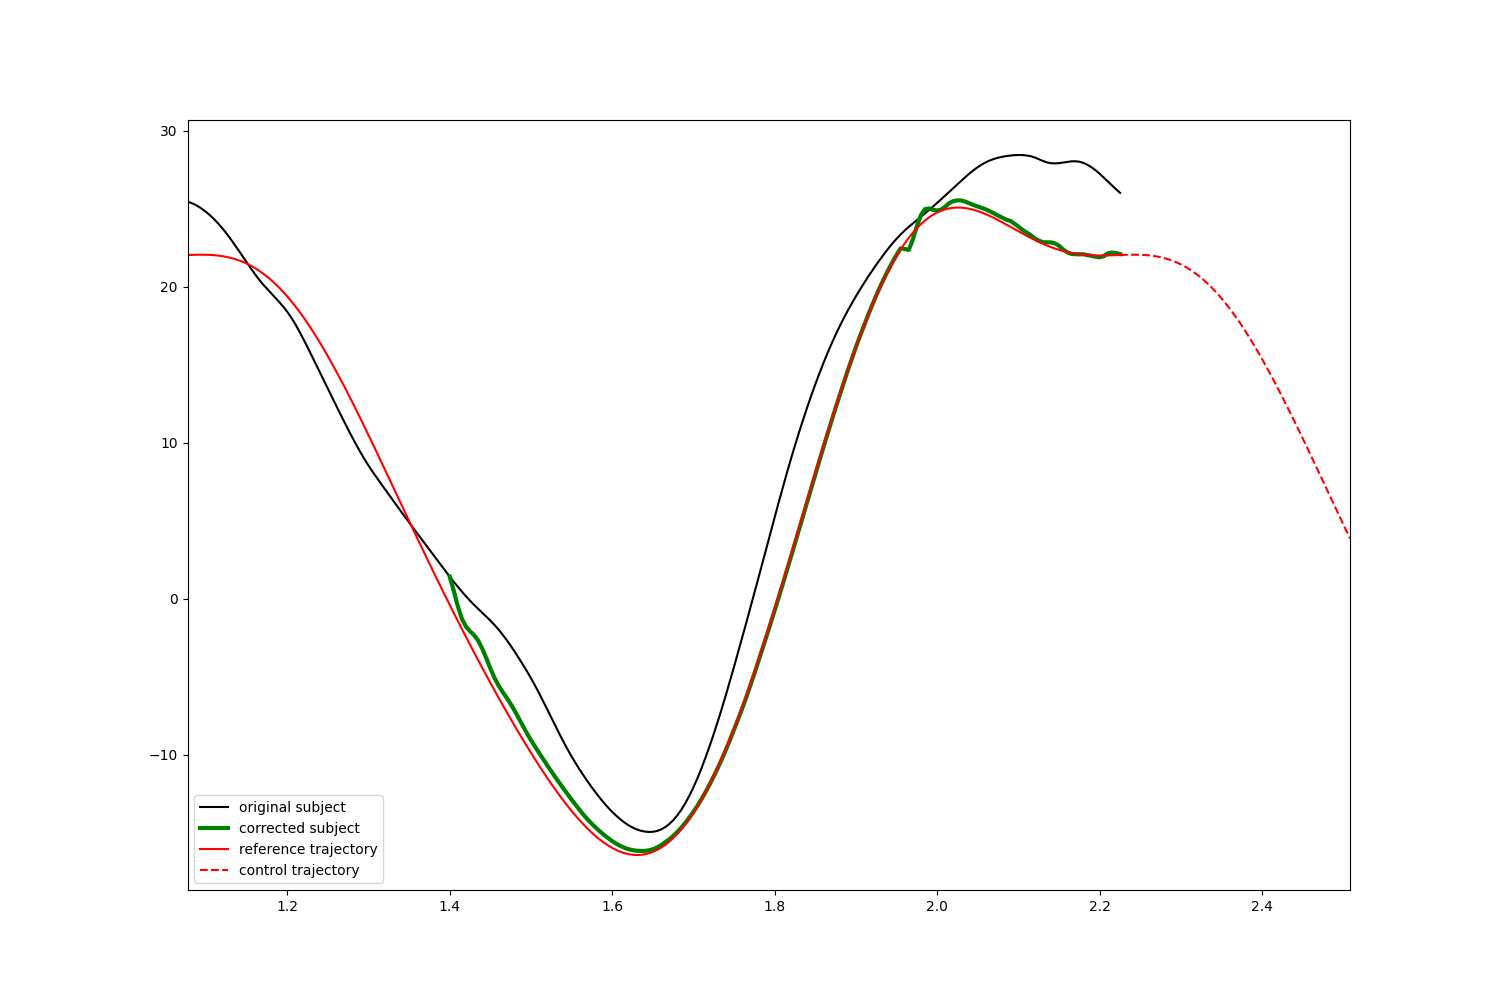 30
20
10
0
−10
original subject
corrected subject
reference trajectory
control trajectory
1.2 1.4 1.6 1.8 2.0 2.2 2.4